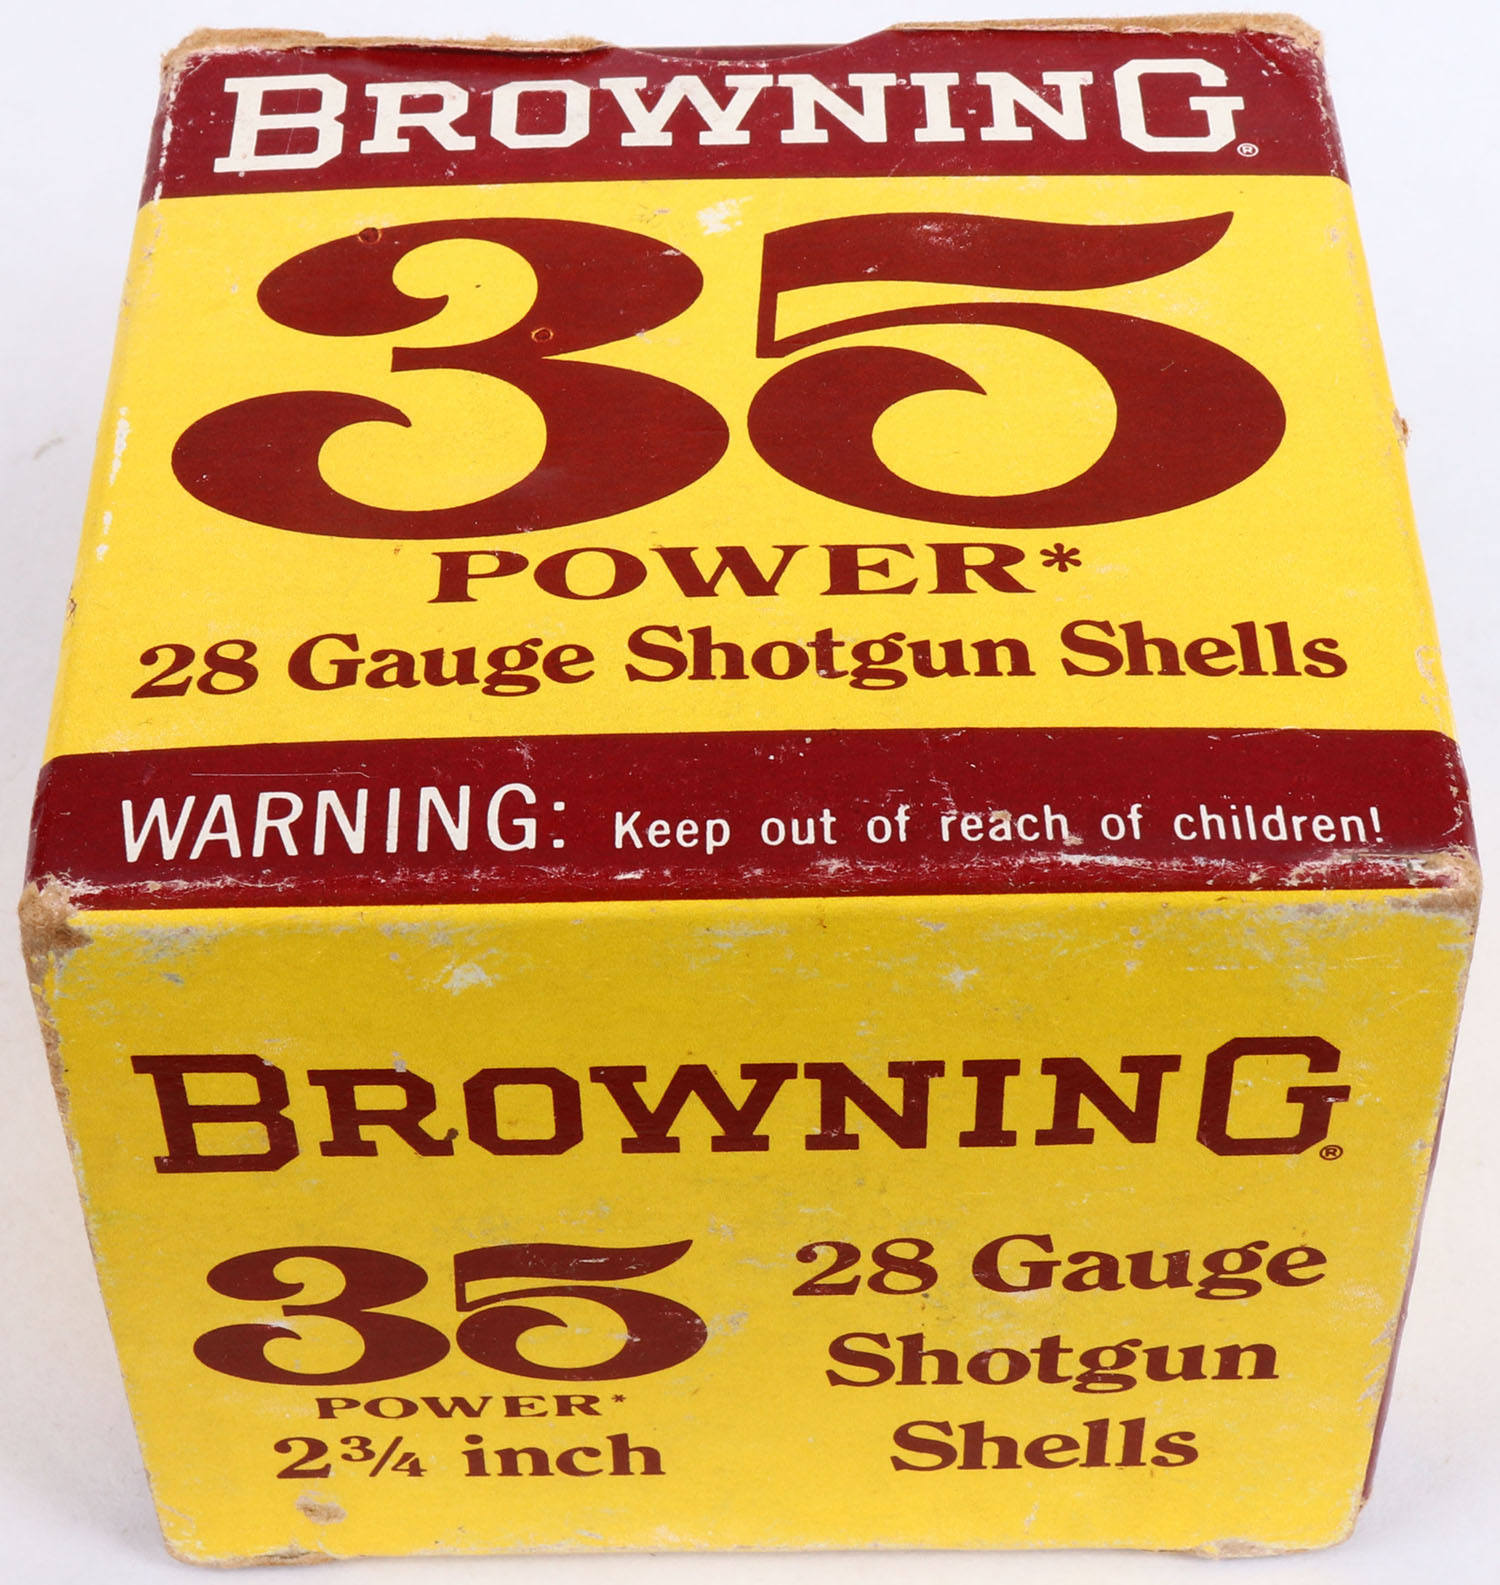 BROWNING®
35
POWER*
28 Gauge Shotgun Shells
WARNING: Keep out of reach of children!
BROWNING®
35
POWER*
2¾ inch
28 Gauge
Shotgun
Shells